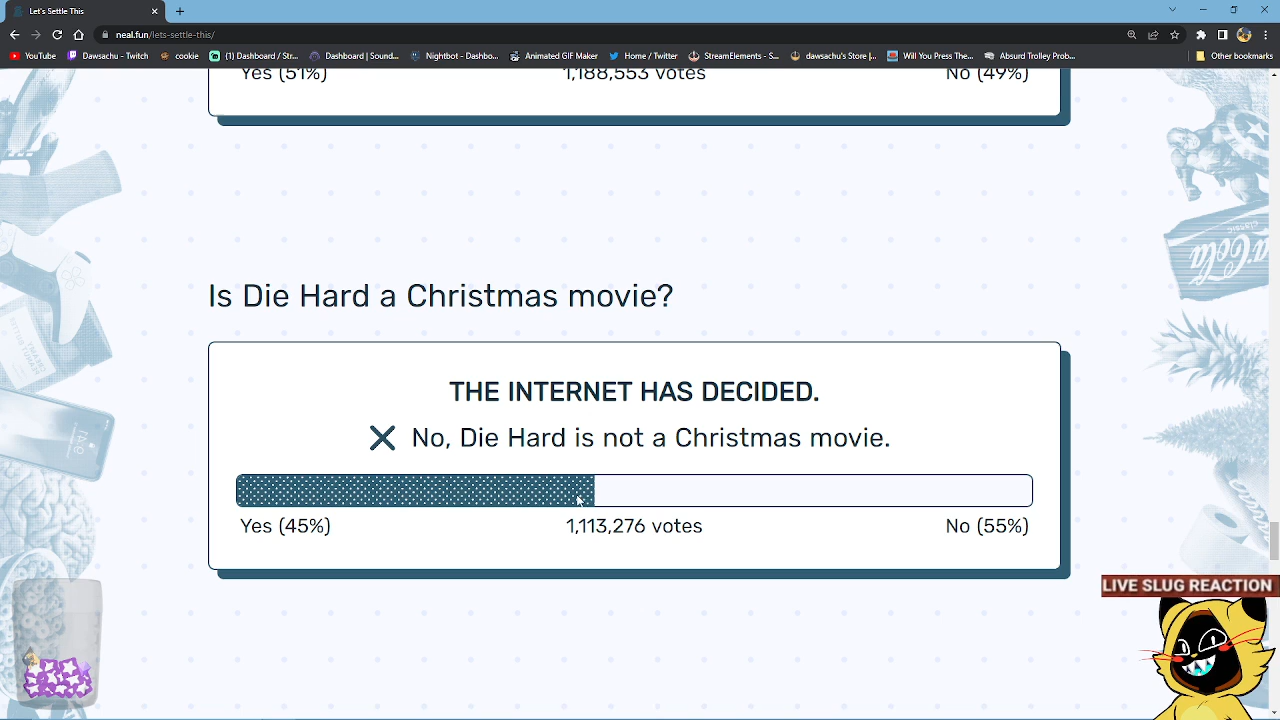 Let's Settle This
neal.fun/lets-settle-this/
YouTube
Dawsachu - Twitch
cookie
(1) Dashboard / Str...
Dashboard | Sound...
Nightbot - Dashbo...
Animated GIF Maker
Home / Twitter
StreamElements - S...
dawsachu's Store |...
Will You Press The...
Absurd Trolley Prob...
Other bookmarks
Yes (51%)
1,188,553 votes
No (49%)
Is Die Hard a Christmas movie?
THE INTERNET HAS DECIDED.
No, Die Hard is not a Christmas movie.
Yes (45%)
1,113,276 votes
No (55%)
LIVE SLUG REACTION